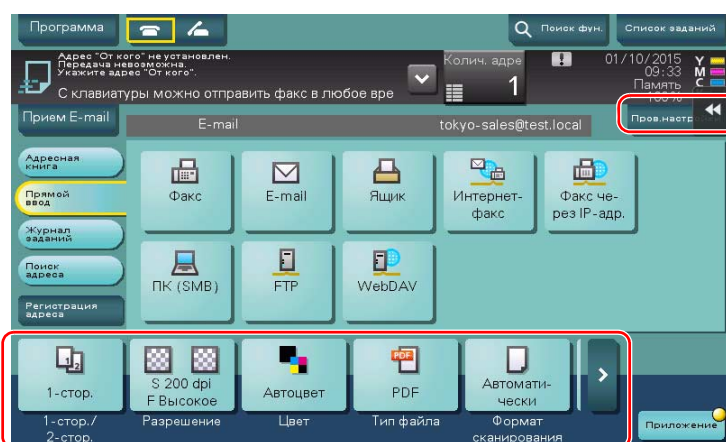 Программа
Поиск фун.
Список заданий
Адрес "От кого" не установлен.
Передача невозможна.
Укажите адрес "От кого".
С клавиатуры можно отправить факс в любое вре
Колич. адре
1
01/10/2015
09:33
Память
100%
Y
M
C
Прием E-mail
E-mail
tokyo-sales@test.local
Пров.настр
Адресная
книга
Прямой
ввод
Журнал
заданий
Поиск
адреса
Регистрация
адреса
Факс
E-mail
Ящик
Интернет-
факс
Факс че-
рез IP-адр.
ПК (SMB)
FTP
WebDAV
1-стор.
S 200 dpi
F Высокое
Автоцвет
PDF
PDF
Автомати-
чески
1-стор./
2-стор.
Разрешение
Цвет
Тип файла
Формат
сканирования
Приложение